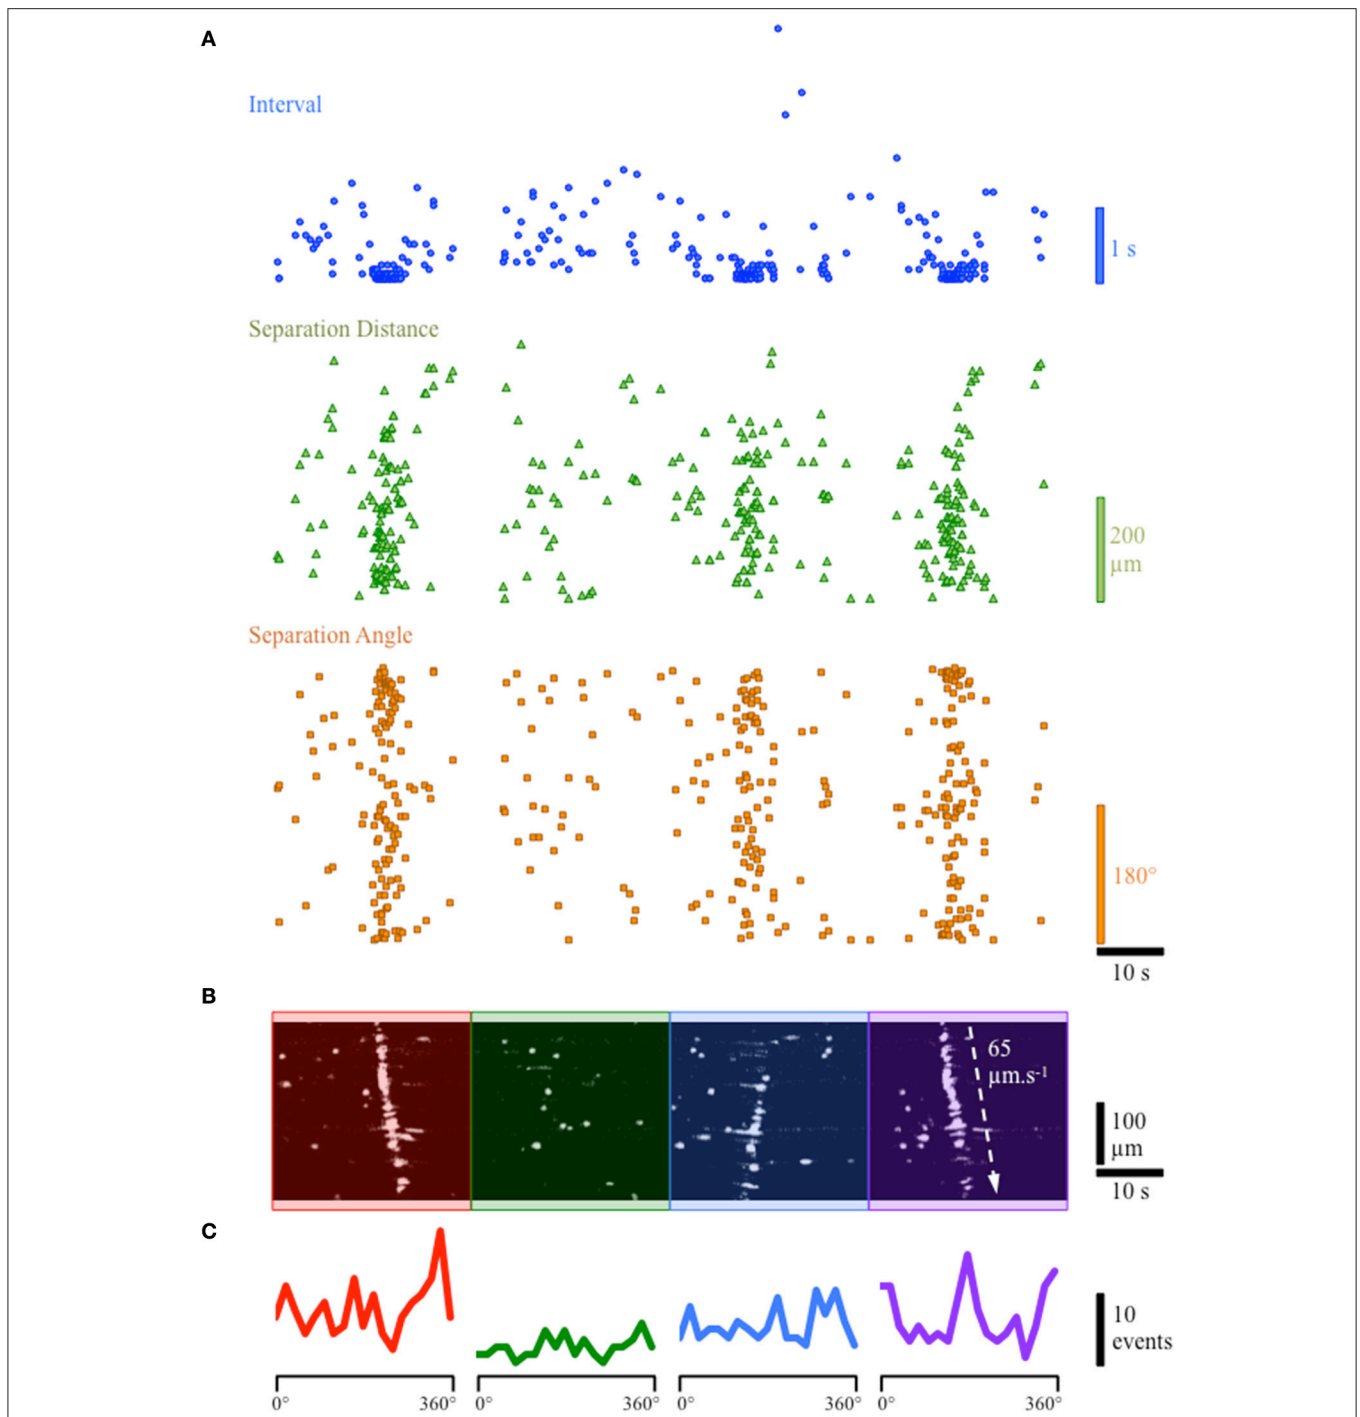 A
Interval
1 s
Separation Distance
200
µm
Separation Angle
180°
10 s
B
65
µm.s-1
100
µm
10 s
C
10
events
0° 360° 0° 360° 0° 360° 0° 360°